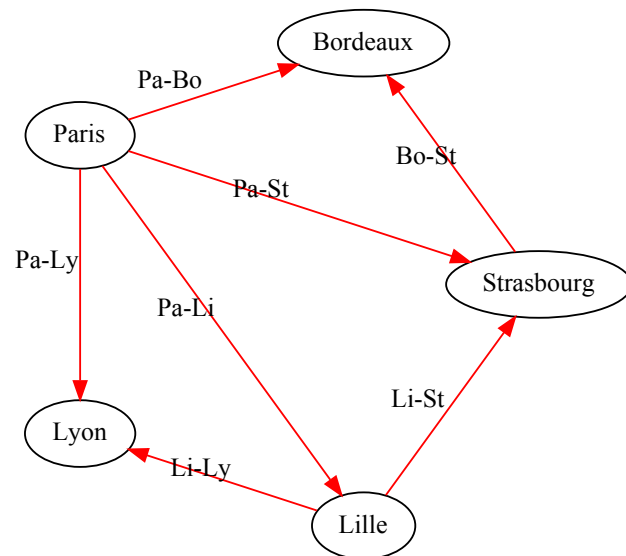 Bordeaux
Pa-Bo
Paris
Bo-St
Pa-St
Pa-Ly
Strasbourg
Pa-Li
Li-St
Lyon
Li-Ly
Lille